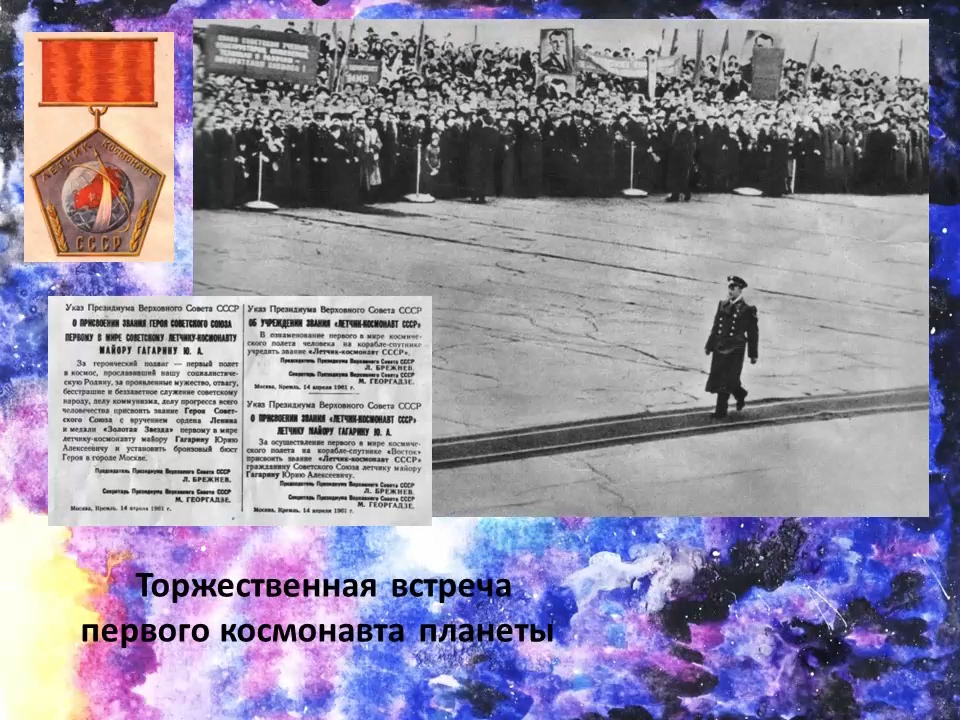 ЛЕТЧИК КОСМОНАВТ
СССР
МИР
Указ Президиума Верховного Совета СССР
О ПРИСВОЕНИИ ЗВАНИЯ ГЕРОЯ СОВЕТСКОГО СОЮЗА
ПЕРВОМУ В МИРЕ СОВЕТСКОМУ ЛЕТЧИКУ-КОСМОНАВТУ
МАЙОРУ ГАГАРИНУ Ю. А.
За героический подвиг — первый полет
в космос, прославивший нашу социалистиче-
скую Родину, за проявленные мужество, отвагу,
бесстрашие и беззаветное служение советскому
народу, делу коммунизма, делу прогресса всего
человечества присвоить звание Героя Совет-
ского Союза с вручением ордена Ленина
и медали «Золотая Звезда» первому в мире
летчику-космонавту майору Гагарину Юрию
Алексеевичу и установить бронзовый бюст
Героя в городе Москве.
Председатель Президиума Верховного Совета СССР
Л. БРЕЖНЕВ.
Секретарь Президиума Верховного Совета СССР
М. ГЕОРГАДЗЕ.
Москва, Кремль. 14 апреля 1961 г.
Указ Президиума Верховного Совета СССР
ОБ УЧРЕЖДЕНИИ ЗВАНИЯ «ЛЕТЧИК-КОСМОНАВТ СССР»
В ознаменование первого в мире космиче-
ского полета человека на корабле-спутнике
учредить звание «Летчик-космонавт СССР».
Председатель Президиума Верховного Совета СССР
Л. БРЕЖНЕВ.
Секретарь Президиума Верховного Совета СССР
М. ГЕОРГАДЗЕ.
Москва, Кремль. 14 апреля 1961 г.
Указ Президиума Верховного Совета СССР
О ПРИСВОЕНИИ ЗВАНИЯ «ЛЕТЧИК-КОСМОНАВТ СССР»
ЛЕТЧИКУ МАЙОРУ ГАГАРИНУ Ю. А.
За осуществление первого в мире космиче-
ского полета на корабле-спутнике «Восток»
присвоить звание «Летчик-космонавт СССР»
гражданину Советского Союза летчику майору
Гагарину Юрию Алексеевичу.
Председатель Президиума Верховного Совета СССР
Л. БРЕЖНЕВ.
Секретарь Президиума Верховного Совета СССР
М. ГЕОРГАДЗЕ.
Москва, Кремль. 14 апреля 1961 г.
Торжественная встреча
первого космонавта планеты